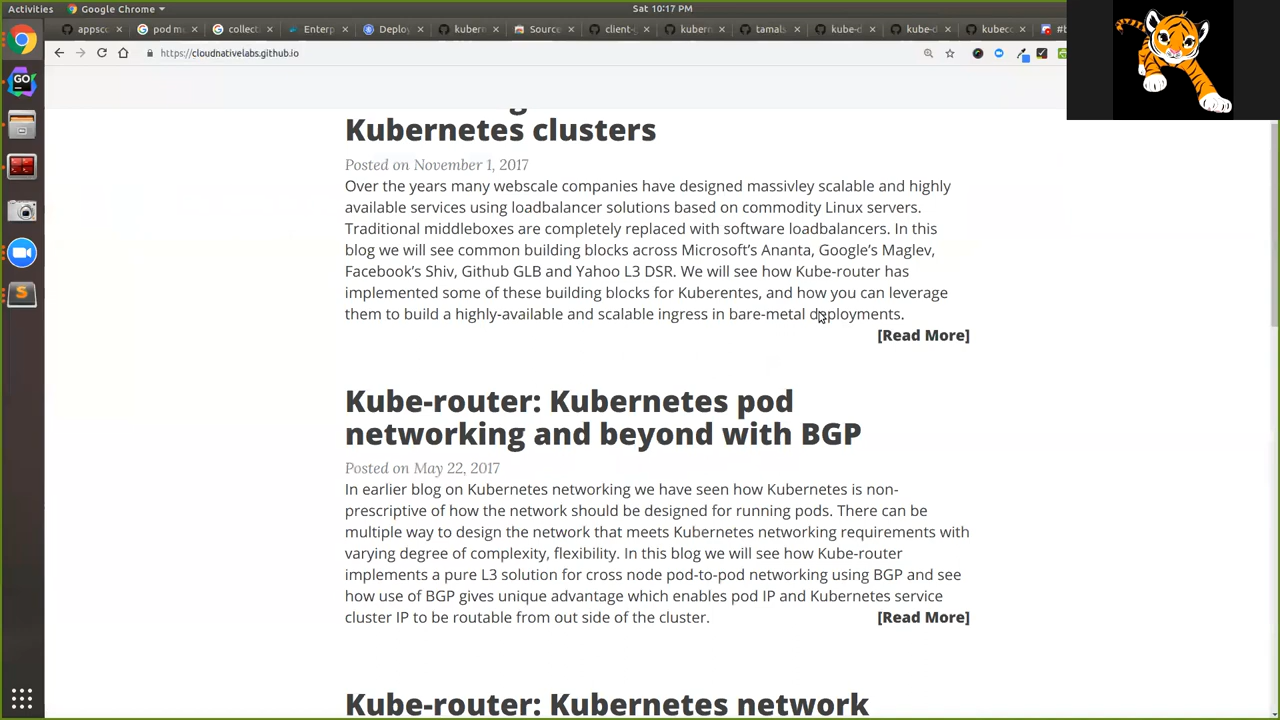 Activities
Google Chrome
Sat 10:17 PM
appsc
pod m
collect
Enterp
Deploy
kubern
Source
client-
kubern
tamal
kube-d
kube-d
kubec
#b
https://cloudnativelabs.github.io
GO
Kubernetes clusters
Posted on November 1, 2017
Over the years many webscale companies have designed massivley scalable and highly
available services using loadbalancer solutions based on commodity Linux servers.
Traditional middleboxes are completely replaced with software loadbalancers. In this
blog we will see common building blocks across Microsoft's Ananta, Google's Maglev,
Facebook's Shiv, Github GLB and Yahoo L3 DSR. We will see how Kube-router has
implemented some of these building blocks for Kuberentes, and how you can leverage
them to build a highly-available and scalable ingress in bare-metal deployments.
[Read More]
Kube-router: Kubernetes pod
networking and beyond with BGP
Posted on May 22, 2017
In earlier blog on Kubernetes networking we have seen how Kubernetes is non-
prescriptive of how the network should be designed for running pods. There can be
multiple way to design the network that meets Kubernetes networking requirements with
varying degree of complexity, flexibility. In this blog we will see how Kube-router
implements a pure L3 solution for cross node pod-to-pod networking using BGP and see
how use of BGP gives unique advantage which enables pod IP and Kubernetes service
cluster IP to be routable from out side of the cluster.
[Read More]
Kube-router: Kubernetes network